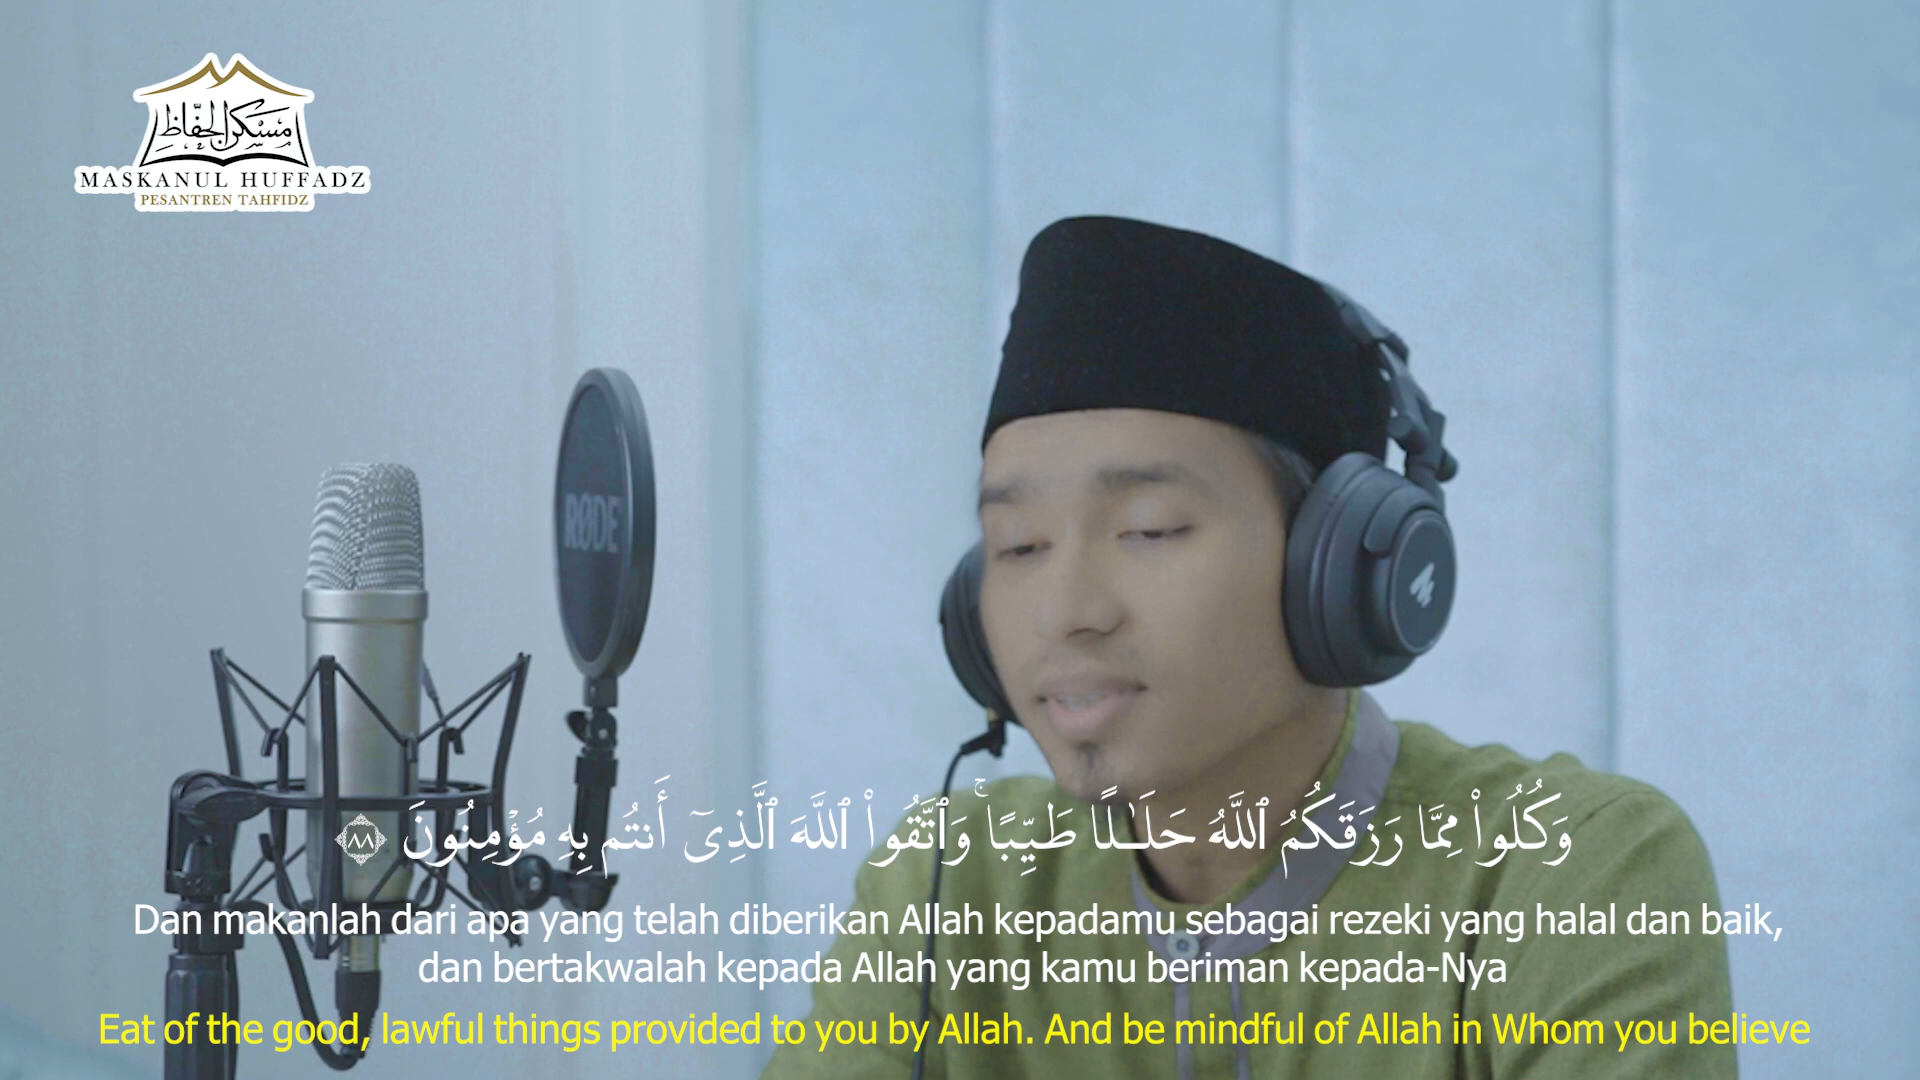 مسكن الحفاظ
MASKANUL HUFFADZ
PESANTREN TAHFIDZ
RØDE
وَكُلُوا۟ مِمَّا رَزَقَكُمُ ٱللَّهُ حَلَـٰلًا طَيِّبًا ۚ وَٱتَّقُوا۟ ٱللَّهَ ٱلَّذِىٓ أَنتُم بِهِۦ مُؤْمِنُونَ ٨٨
Dan makanlah dari apa yang telah diberikan Allah kepadamu sebagai rezeki yang halal dan baik,
dan bertakwalah kepada Allah yang kamu beriman kepada-Nya
Eat of the good, lawful things provided to you by Allah. And be mindful of Allah in Whom you believe